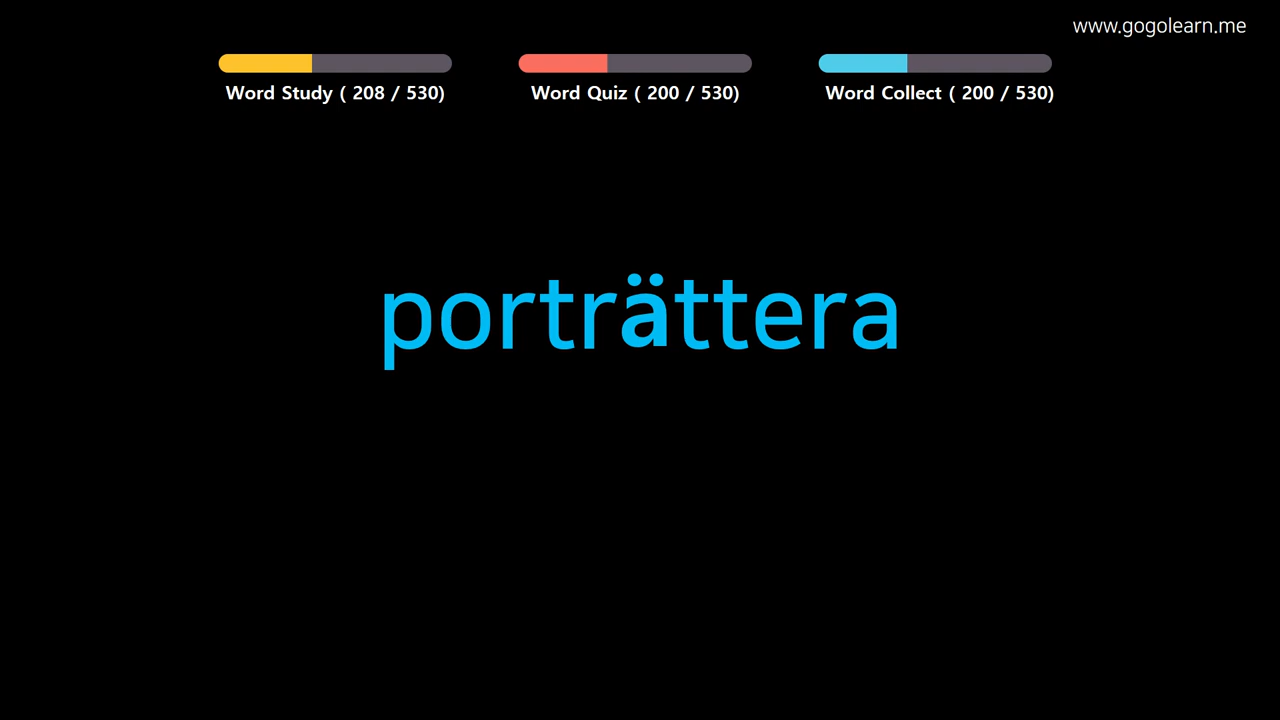 www.gogolearn.me
Word Study ( 208 / 530)
Word Quiz ( 200 / 530)
Word Collect ( 200 / 530)
porträttera